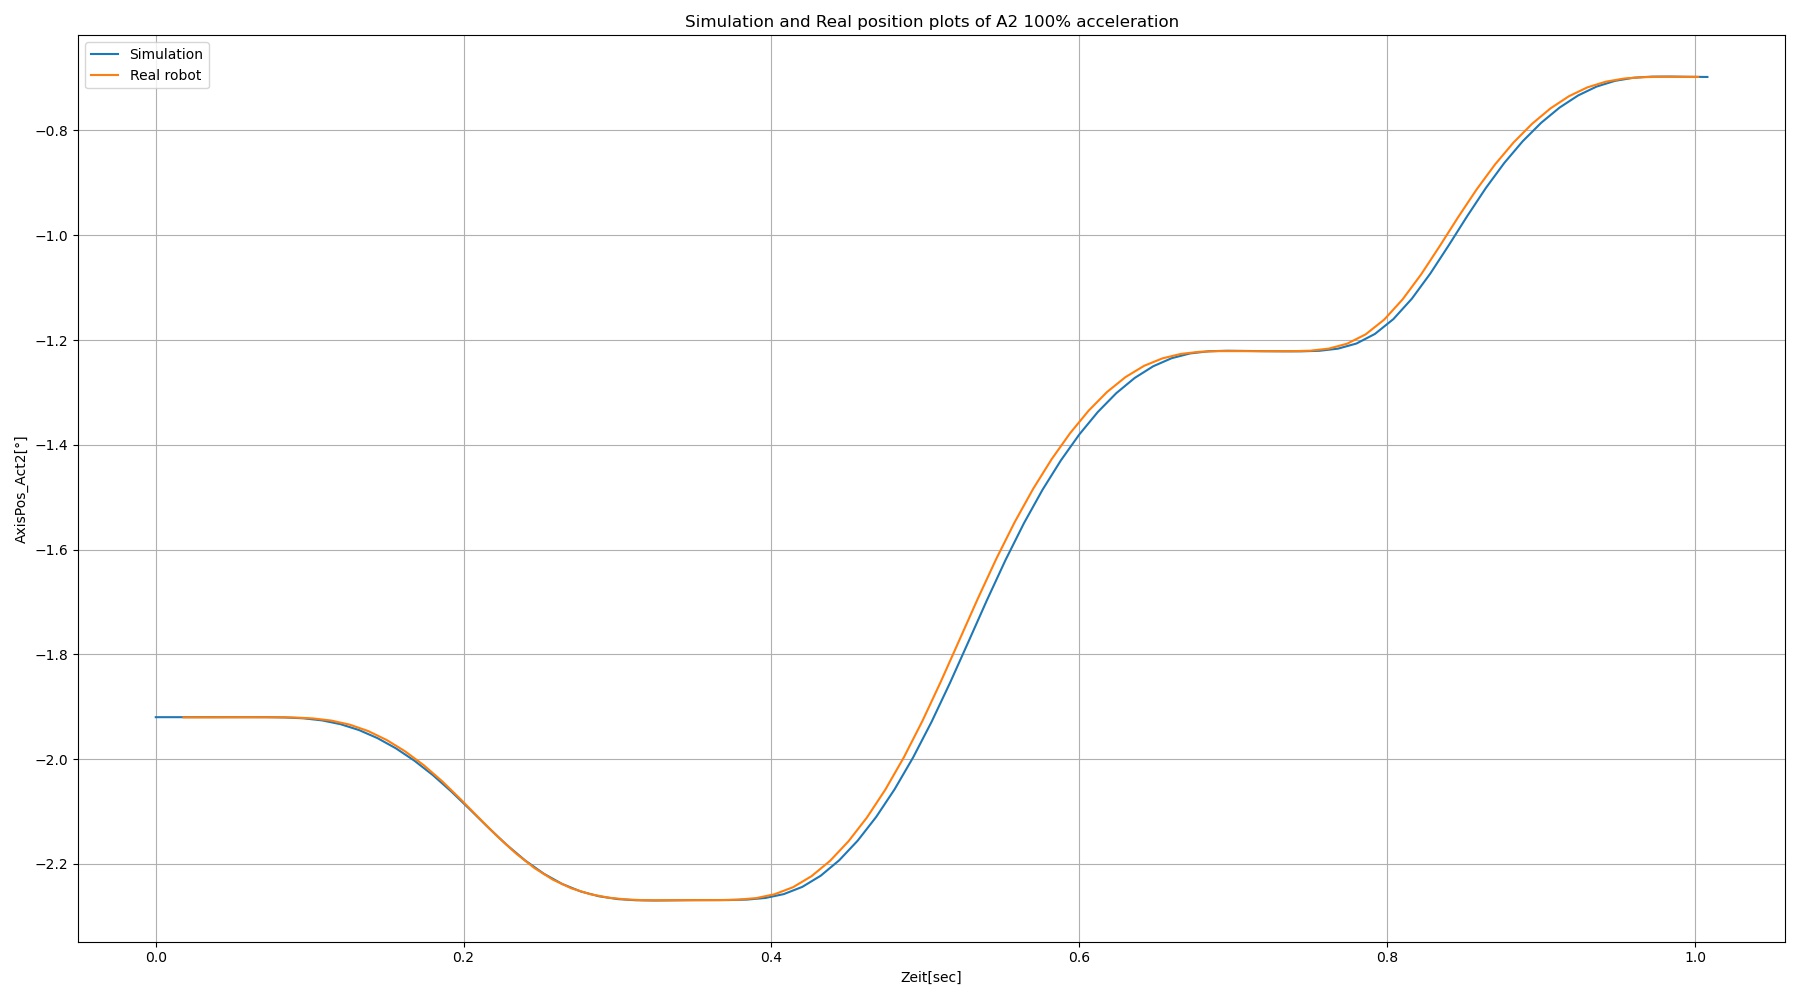 Simulation and Real position plots of A2 100% acceleration
Simulation
Real robot
−0.8
−1.0
−1.2
−1.4
−1.6
−1.8
−2.0
−2.2
AxisPos_Act2[°]
0.0 0.2 0.4 0.6 0.8 1.0
Zeit[sec]